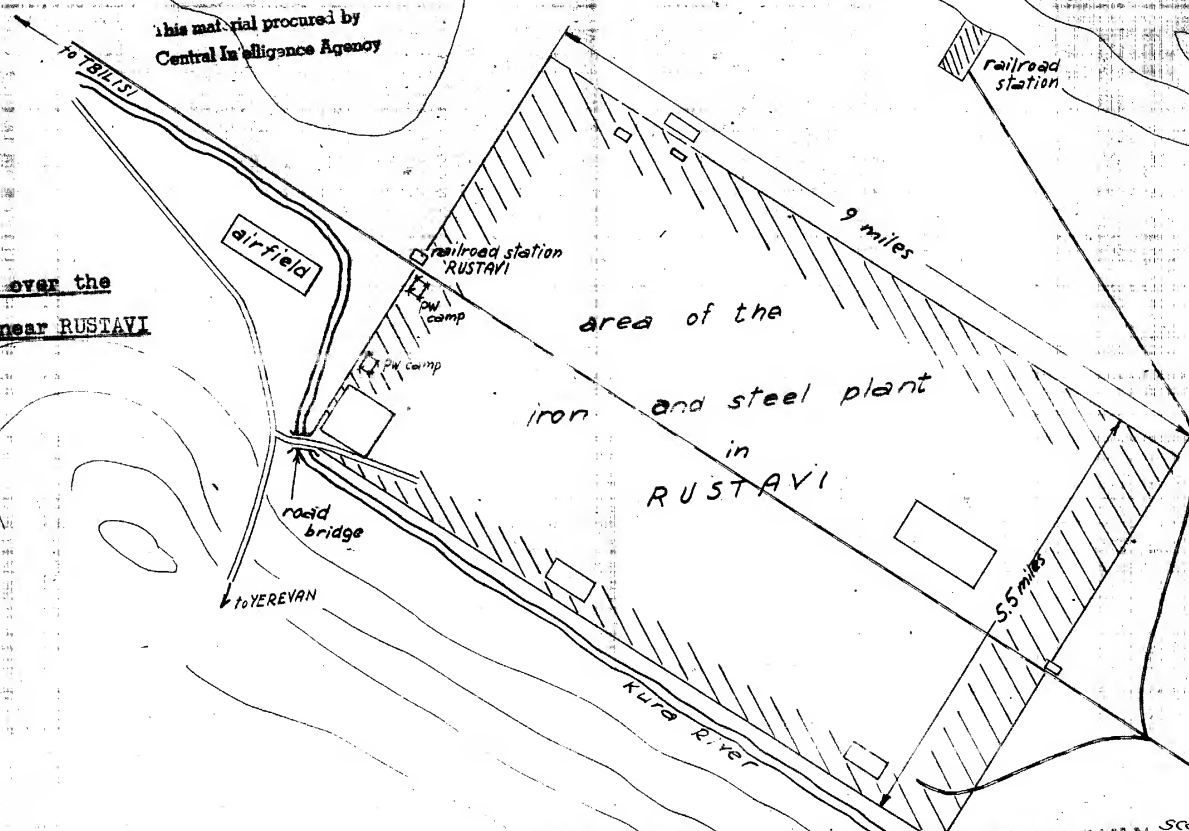 This material procured by
Central Intelligence Agency
to TBILISI
railroad
station
airfield
9 miles
railroad station
RUSTAVI
over the
near RUSTAVI
PW
camp
PW camp
area of the
iron and steel plant
in
RUSTAVI
road
bridge
5.5 miles
to YEREVAN
Kura River